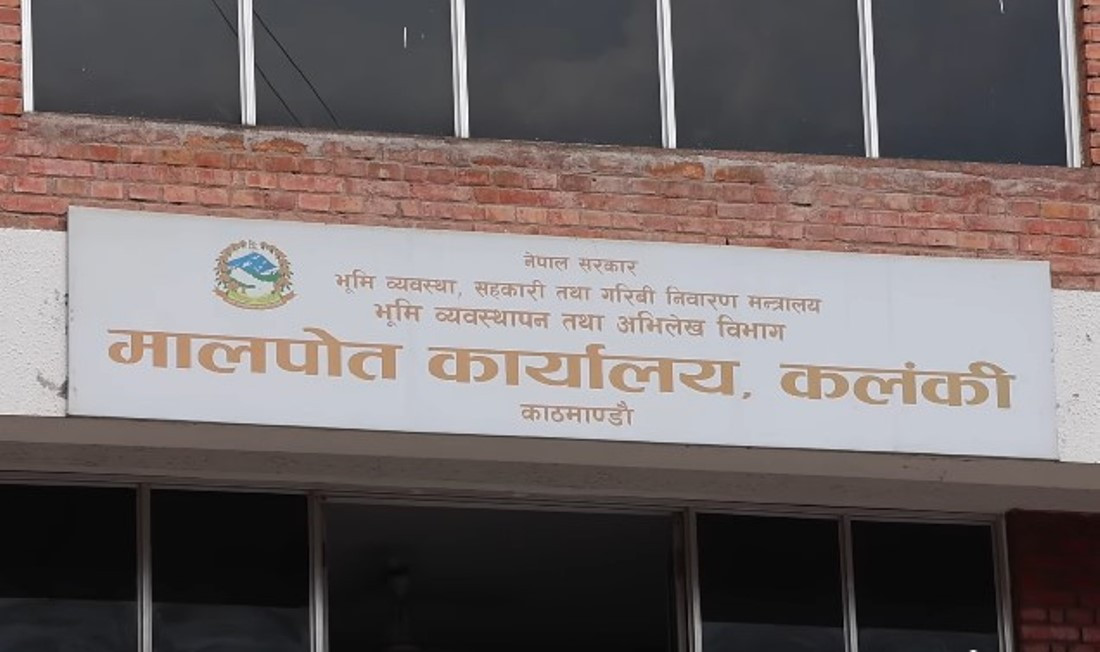 नेपाल सरकार
भूमि व्यवस्था, सहकारी तथा गरिबी निवारण मन्त्रालय
भूमि व्यवस्थापन तथा अभिलेख विभाग
मालपोत कार्यालय, कलंकी
काठमाण्डौ